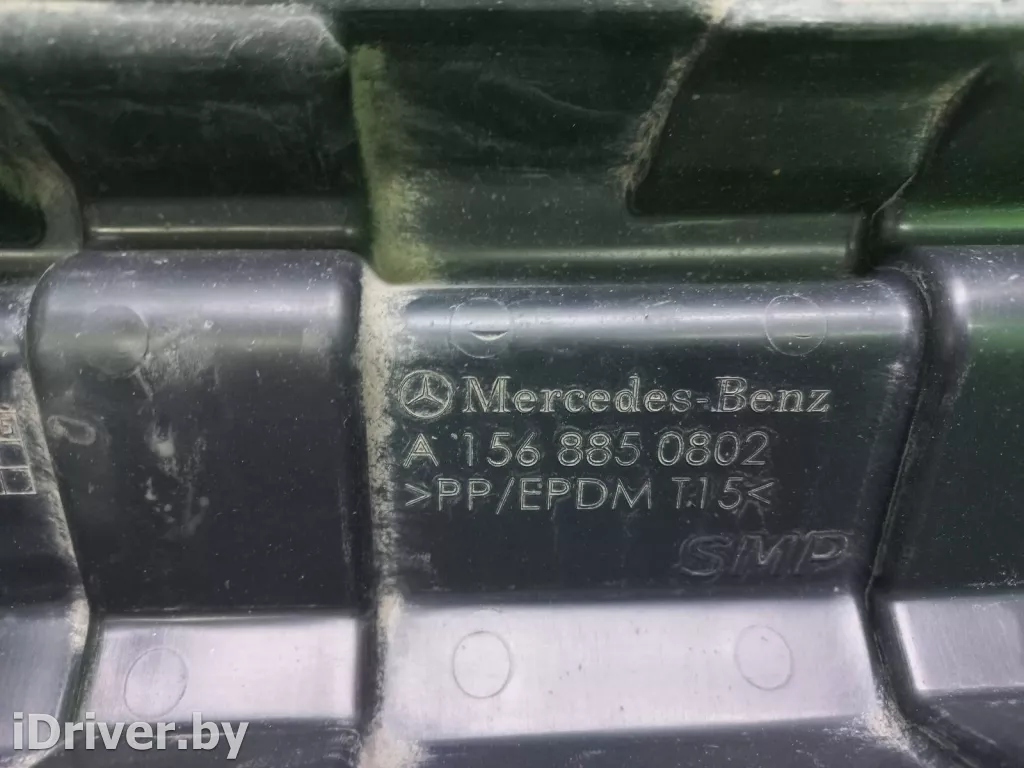 Mercedes-Benz
A 156 885 0802
>PP/EPDM T15<
SMP
iDriver.by